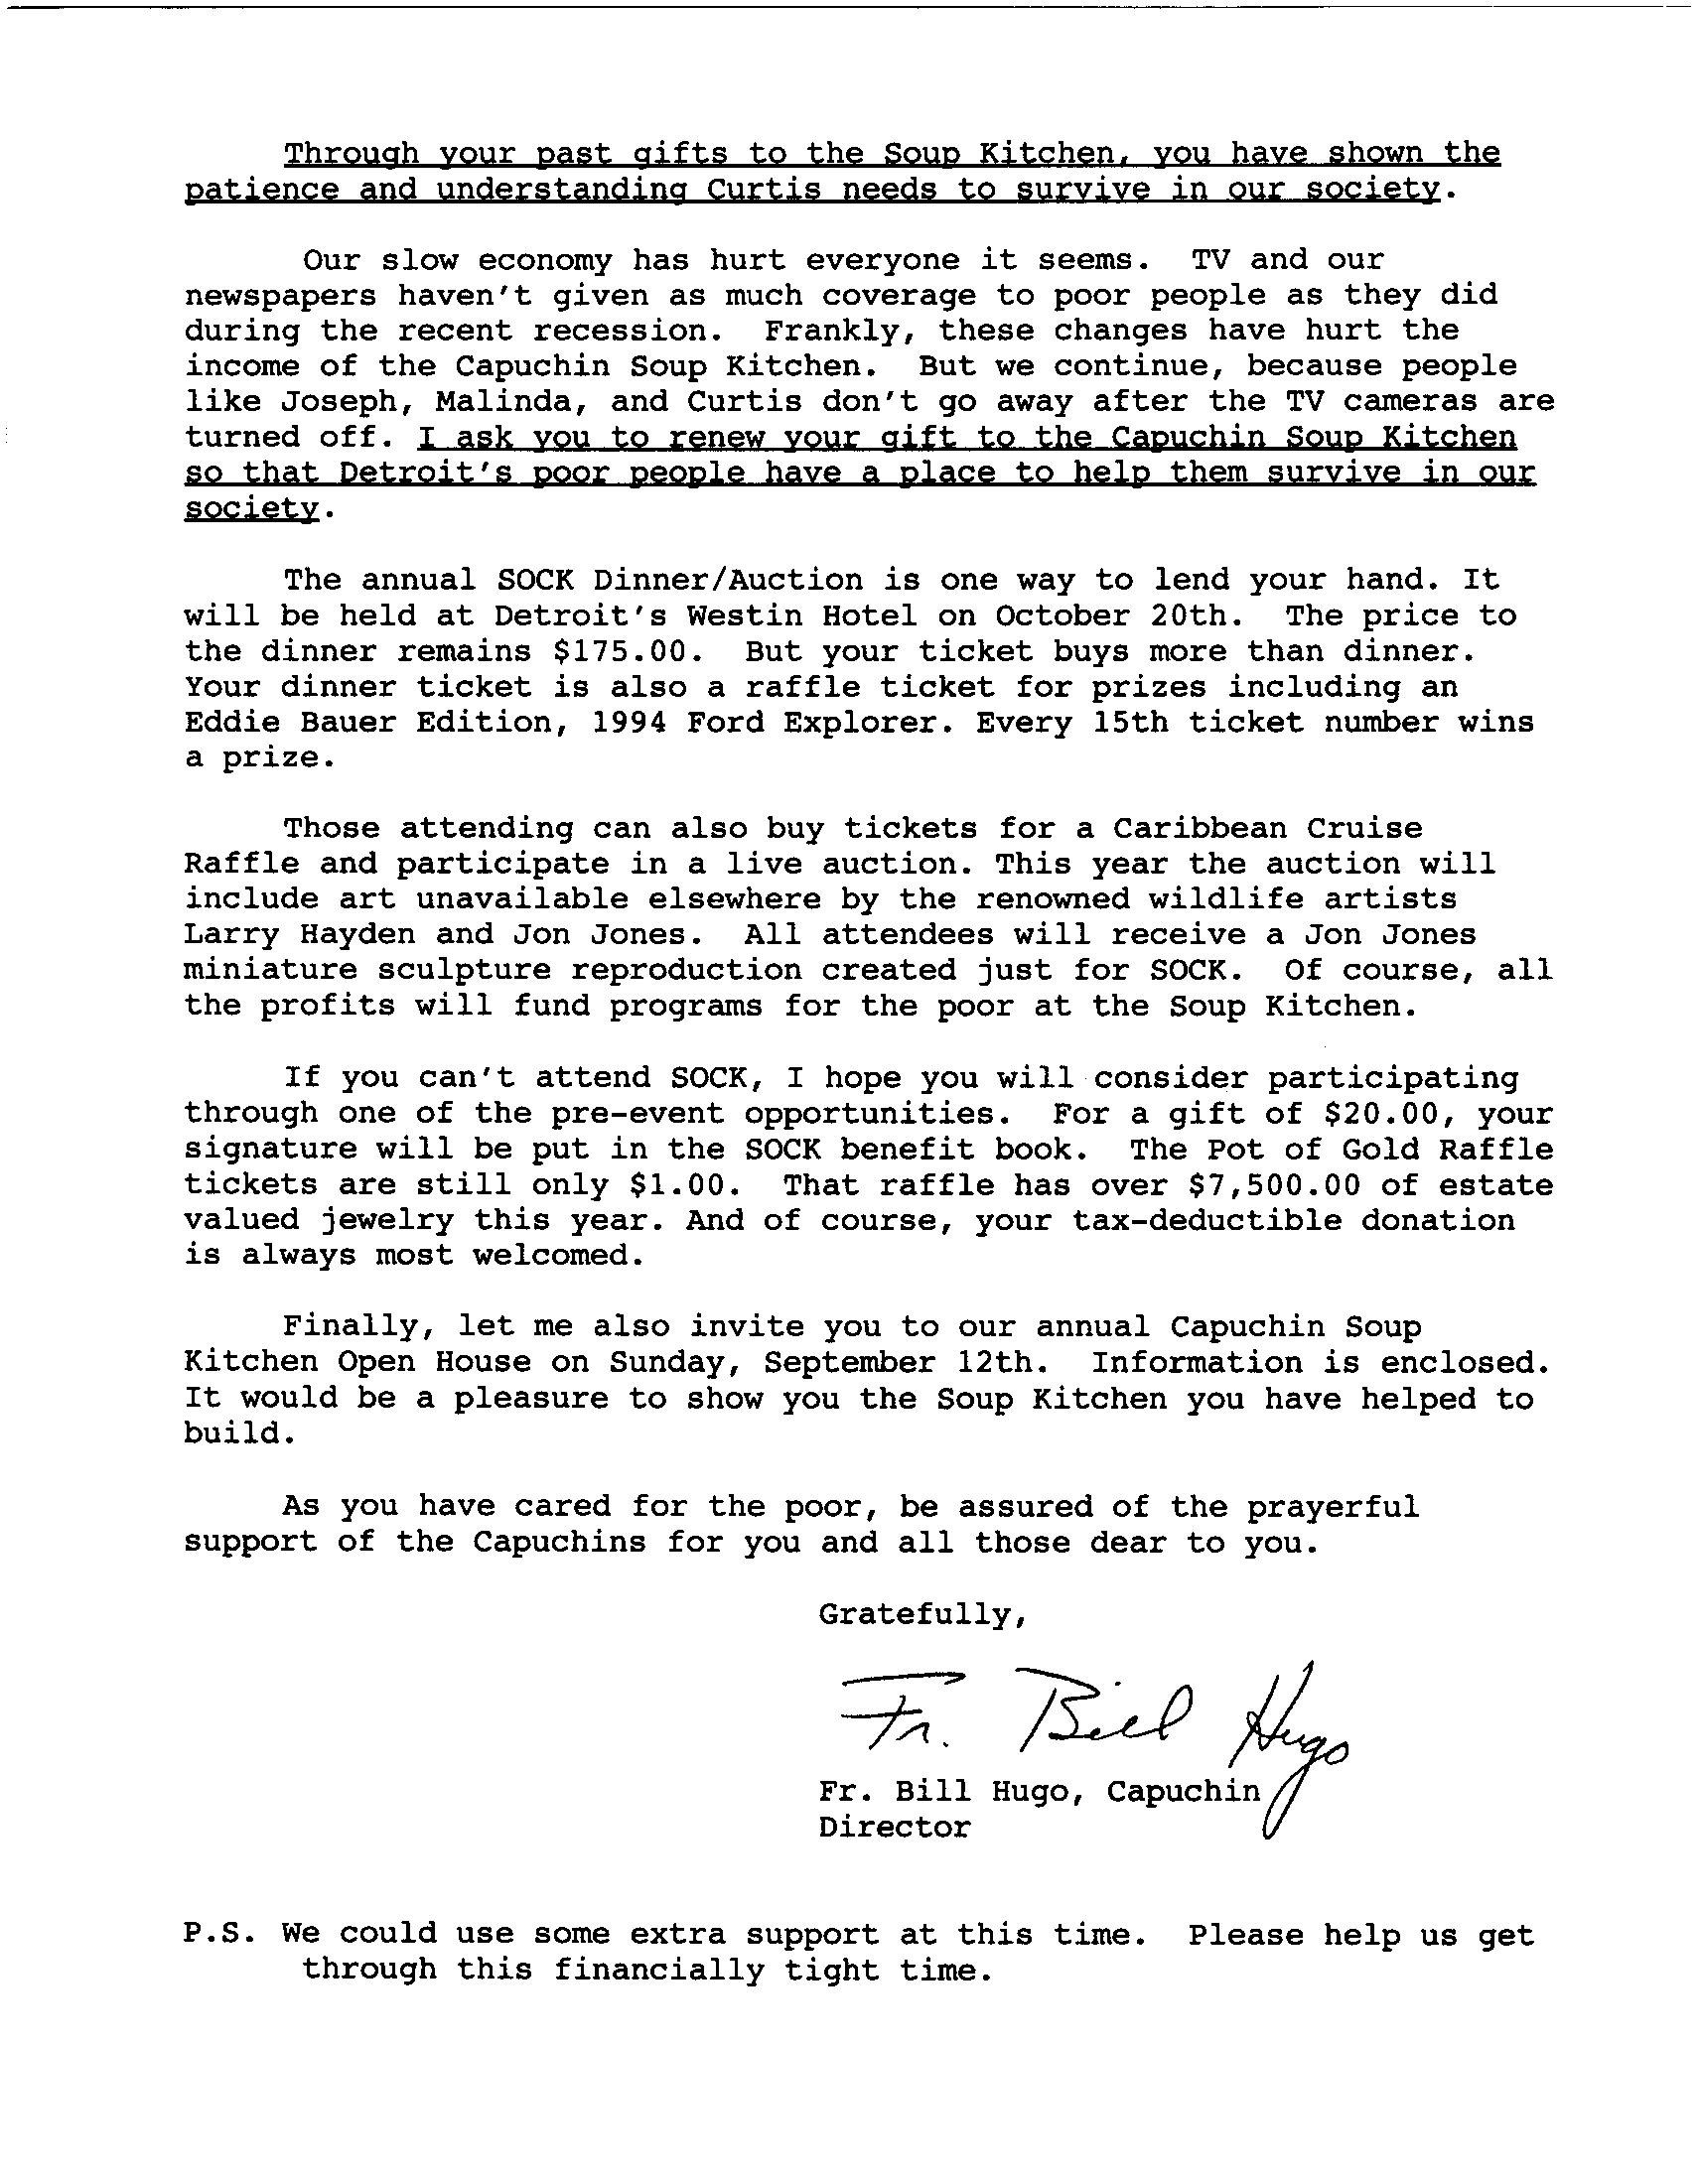 Through your past gifts to the Soup Kitchen, you have shown the
patience and understanding Curtis needs to survive in our society.
Our slow economy has hurt everyone it seems. TV and our
newspapers haven't given as much coverage to poor people as they did
during the recent recession. Frankly, these changes have hurt the
income of the Capuchin Soup Kitchen. But we continue, because people
like Joseph, Malinda, and Curtis don't go away after the TV cameras are
turned off. I ask you to renew your gift to the Capuchin Soup Kitchen
so that Detroit's poor people have a place to help them survive in our
society.
The annual SOCK Dinner/Auction is one way to lend your hand. It
will be held at Detroit's Westin Hotel on October 20th. The price to
the dinner remains $175.00. But your ticket buys more than dinner.
Your dinner ticket is also a raffle ticket for prizes including an
Eddie Bauer Edition, 1994 Ford Explorer. Every 15th ticket number wins
a prize.
Those attending can also buy tickets for a Caribbean Cruise
Raffle and participate in a live auction. This year the auction will
include art unavailable elsewhere by the renowned wildlife artists
Larry Hayden and Jon Jones. All attendees will receive a Jon Jones
miniature sculpture reproduction created just for SOCK. Of course, all
the profits will fund programs for the poor at the Soup Kitchen.
If you can't attend SOCK, I hope you will consider participating
through one of the pre-event opportunities. For a gift of $20.00, your
signature will be put in the SOCK benefit book. The Pot of Gold Raffle
tickets are still only $1.00. That raffle has over $7,500.00 of estate
valued jewelry this year. And of course, your tax-deductible donation
is always most welcomed.
Finally, let me also invite you to our annual Capuchin Soup
Kitchen Open House on Sunday, September 12th. Information is enclosed.
It would be a pleasure to show you the Soup Kitchen you have helped to
build.
As you have cared for the poor, be assured of the prayerful
support of the Capuchins for you and all those dear to you.
Gratefully,
Fr. Bill Hugo
Fr. Bill Hugo, Capuchin
Director
P.S. We could use some extra support at this time. Please help us get
through this financially tight time.